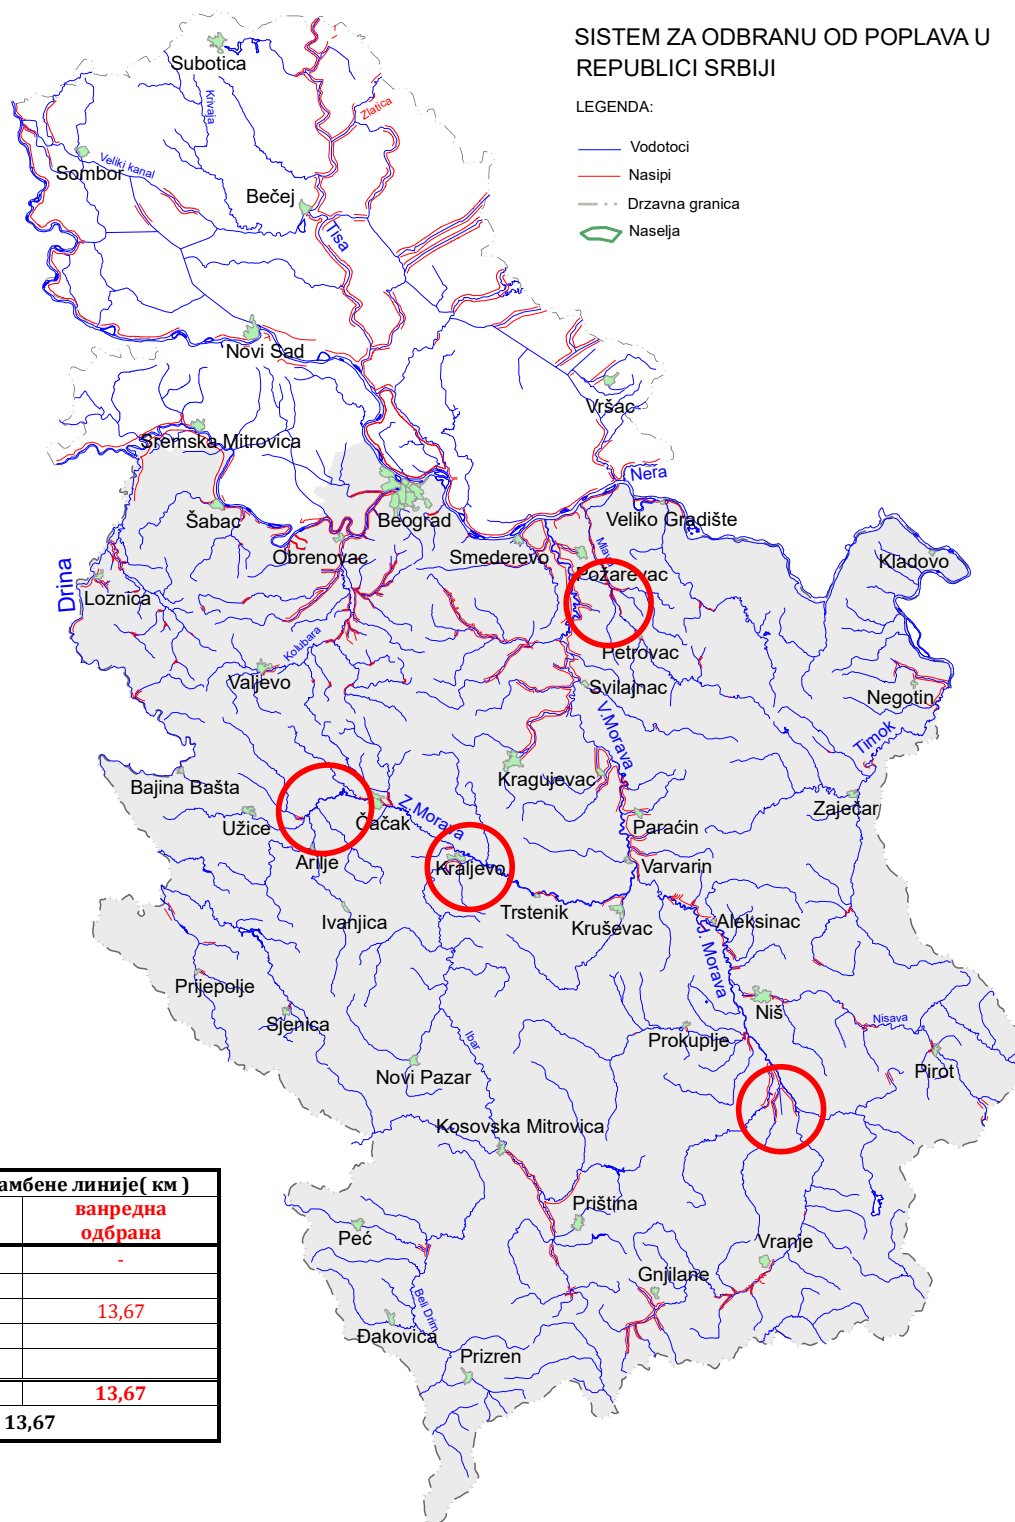 SISTEM ZA ODBRANU OD POPLAVA U
REPUBLICI SRBIJI
LEGENDA:
Vodotoci
Nasipi
Drzavna granica
Naselja
Subotica
Krivaja
Zlatica
Sombor
Veliki kanal
Bečej
Tisa
Novi Sad
Vršac
Sremska Mitrovica
Nera
Šabac
Beograd
Veliko Gradište
Obrenovac
Smederevo
Mlava
Kladovo
Drina
Požarevac
Loznica
Kolubara
Petrovac
Valjevo
Svilajnac
Negotin
V.Morava
Timok
Bajina Bašta
Kragujevac
Zaječar
Užice
Čačak
Z.Morava
Paraćin
Arilje
Kraljevo
Varvarin
Ivanjica
Trstenik
Kruševac
Aleksinac
J. Morava
Prijepolje
Niš
Sjenica
Nisava
Ibar
Prokuplje
Pirot
Novi Pazar
Kosovska Mitrovica
Priština
Peć
Vranje
Gnjilane
Beli Drim
Đakovica
Prizren
амбене линије( км )
ванредна
одбрана
-
13,67
13,67
13,67